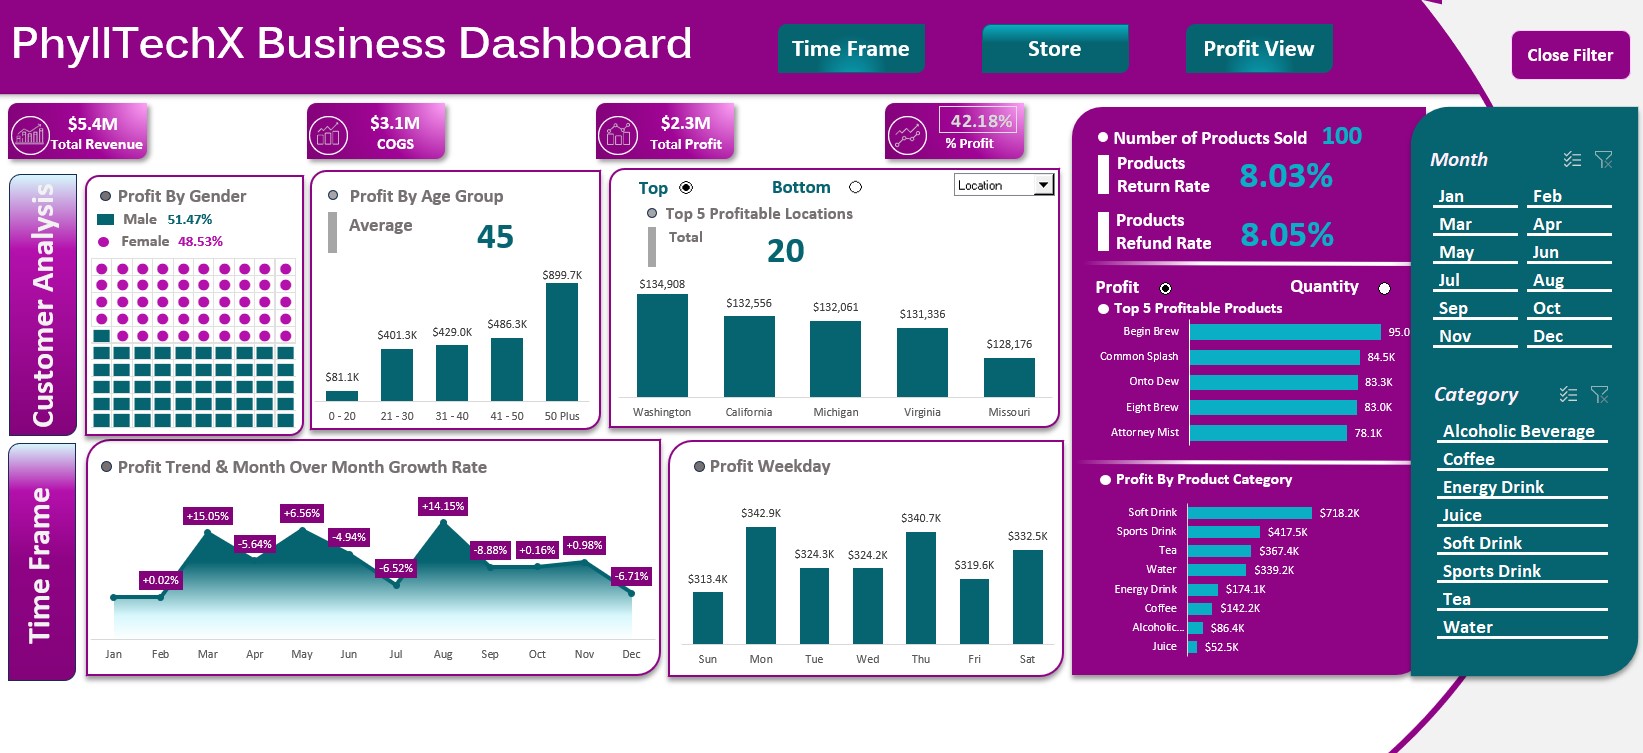 PhyllTechX Business Dashboard
Time Frame
Store
Profit View
Close Filter
$5.4M
Total Revenue
$3.1M
COGS
$2.3M
Total Profit
42.18%
% Profit
Customer Analysis
Profit By Gender
Male 51.47%
Female 48.53%
Profit By Age Group
Average
45
$81.1K
$401.3K
$429.0K
$486.3K
$899.7K
0 - 20
21 - 30
31 - 40
41 - 50
50 Plus
Top
Bottom
Location
Top 5 Profitable Locations
Total
20
$134,908
$132,556
$132,061
$131,336
$128,176
Washington
California
Michigan
Virginia
Missouri
Time Frame
Profit Trend & Month Over Month Growth Rate
+0.02%
+15.05%
-5.64%
+6.56%
-4.94%
-6.52%
+14.15%
-8.88%
+0.16%
+0.98%
-6.71%
Jan
Feb
Mar
Apr
May
Jun
Jul
Aug
Sep
Oct
Nov
Dec
Profit Weekday
$313.4K
$342.9K
$324.3K
$324.2K
$340.7K
$319.6K
$332.5K
Sun
Mon
Tue
Wed
Thu
Fri
Sat
Number of Products Sold 100
Products
Return Rate
8.03%
Products
Refund Rate
8.05%
Profit
Quantity
Top 5 Profitable Products
Begin Brew 95.0
Common Splash 84.5K
Onto Dew 83.3K
Eight Brew 83.0K
Attorney Mist 78.1K
Profit By Product Category
Soft Drink $718.2K
Sports Drink $417.5K
Tea $367.4K
Water $339.2K
Energy Drink $174.1K
Coffee $142.2K
Alcoholic... $86.4K
Juice $52.5K
Month
Jan Feb
Mar Apr
May Jun
Jul Aug
Sep Oct
Nov Dec
Category
Alcoholic Beverage
Coffee
Energy Drink
Juice
Soft Drink
Sports Drink
Tea
Water